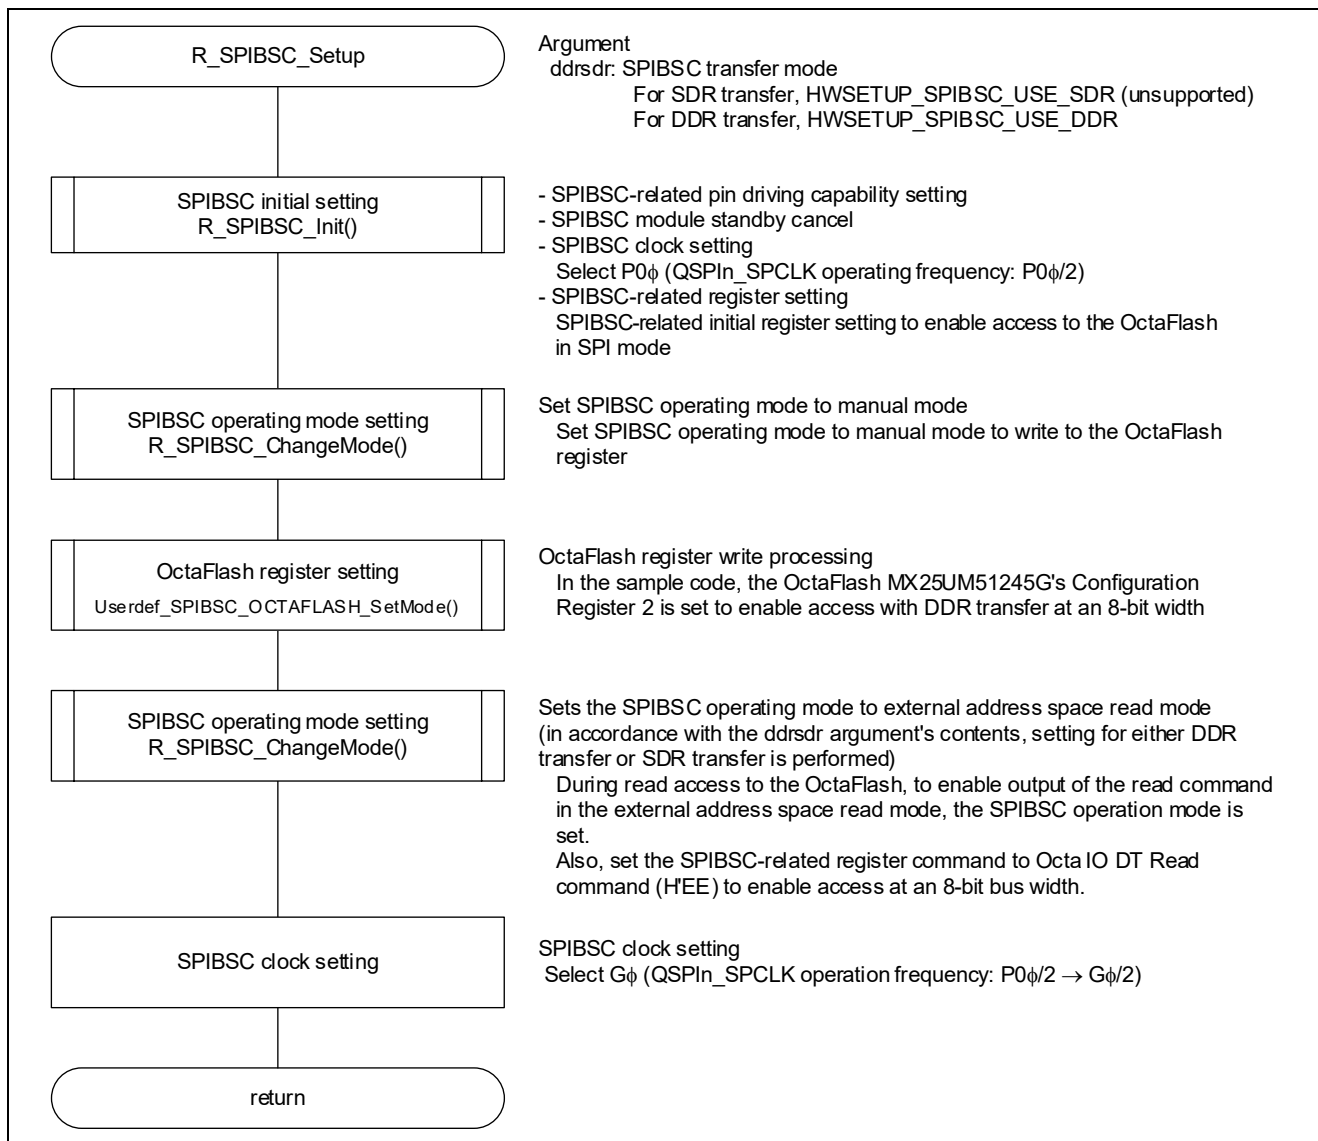 R_SPIBSC_Setup
Argument
ddrsdr: SPIBSC transfer mode
For SDR transfer, HWSETUP_SPIBSC_USE_SDR (unsupported)
For DDR transfer, HWSETUP_SPIBSC_USE_DDR
SPIBSC initial setting
R_SPIBSC_Init()
- SPIBSC-related pin driving capability setting
- SPIBSC module standby cancel
- SPIBSC clock setting
Select P0ϕ (QSPIn_SPCLK operating frequency: P0ϕ/2)
- SPIBSC-related register setting
SPIBSC-related initial register setting to enable access to the OctaFlash
in SPI mode
SPIBSC operating mode setting
R_SPIBSC_ChangeMode()
Set SPIBSC operating mode to manual mode
Set SPIBSC operating mode to manual mode to write to the OctaFlash
register
OctaFlash register setting
Userdef_SPIBSC_OCTAFLASH_SetMode()
OctaFlash register write processing
In the sample code, the OctaFlash MX25UM51245G's Configuration
Register 2 is set to enable access with DDR transfer at an 8-bit width
SPIBSC operating mode setting
R_SPIBSC_ChangeMode()
Sets the SPIBSC operating mode to external address space read mode
(in accordance with the ddrsdr argument's contents, setting for either DDR
transfer or SDR transfer is performed)
During read access to the OctaFlash, to enable output of the read command
in the external address space read mode, the SPIBSC operation mode is
set.
Also, set the SPIBSC-related register command to Octa IO DT Read
command (H'EE) to enable access at an 8-bit bus width.
SPIBSC clock setting
SPIBSC clock setting
Select Gϕ (QSPIn_SPCLK operation frequency: P0ϕ/2 → Gϕ/2)
return